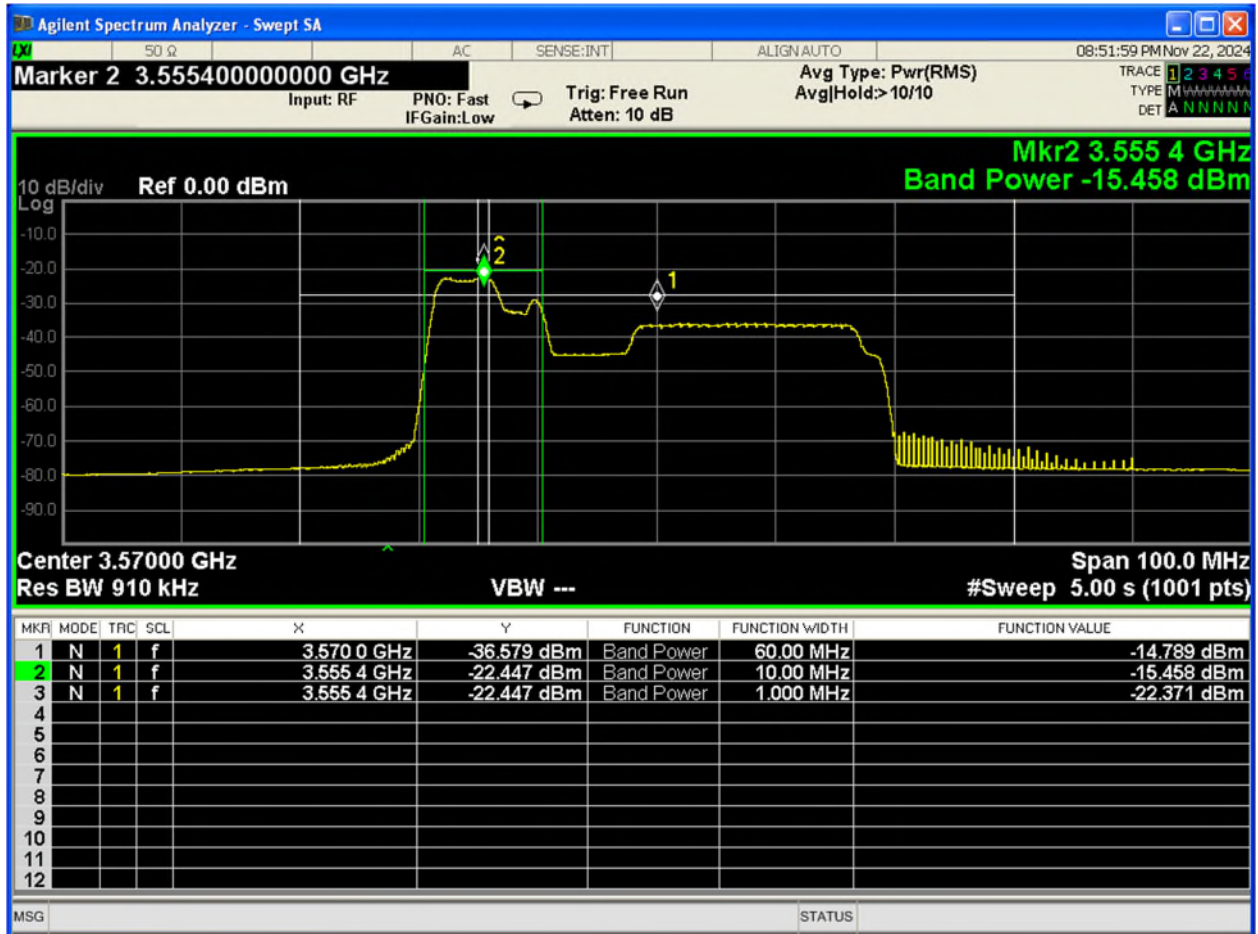 Agilent Spectrum Analyzer - Swept SA
LXI 50 Ω AC SENSE:INT ALIGNAUTO 08:51:59 PM Nov 22, 2024
Marker 2 3.555400000000 GHz
Input: RF PNO: Fast IFGain:Low Trig: Free Run Atten: 10 dB
Avg Type: Pwr(RMS)
Avg|Hold:>10/10
TRACE 1 2 3 4 5 6
TYPE M
DET A N N N N N
Mkr2 3.555 4 GHz
Band Power -15.458 dBm
10 dB/div Ref 0.00 dBm
Log
-10.0
-20.0
-30.0
-40.0
-50.0
-60.0
-70.0
-80.0
-90.0
2
1
Center 3.57000 GHz Span 100.0 MHz
Res BW 910 kHz VBW --- #Sweep 5.00 s (1001 pts)
MKR MODE TRC SCL X Y FUNCTION FUNCTION WIDTH FUNCTION VALUE
1 N 1 f 3.570 0 GHz -36.579 dBm Band Power 60.00 MHz -14.789 dBm
2 N 1 f 3.555 4 GHz -22.447 dBm Band Power 10.00 MHz -15.458 dBm
3 N 1 f 3.555 4 GHz -22.447 dBm Band Power 1.000 MHz -22.371 dBm
4
5
6
7
8
9
10
11
12
MSG STATUS